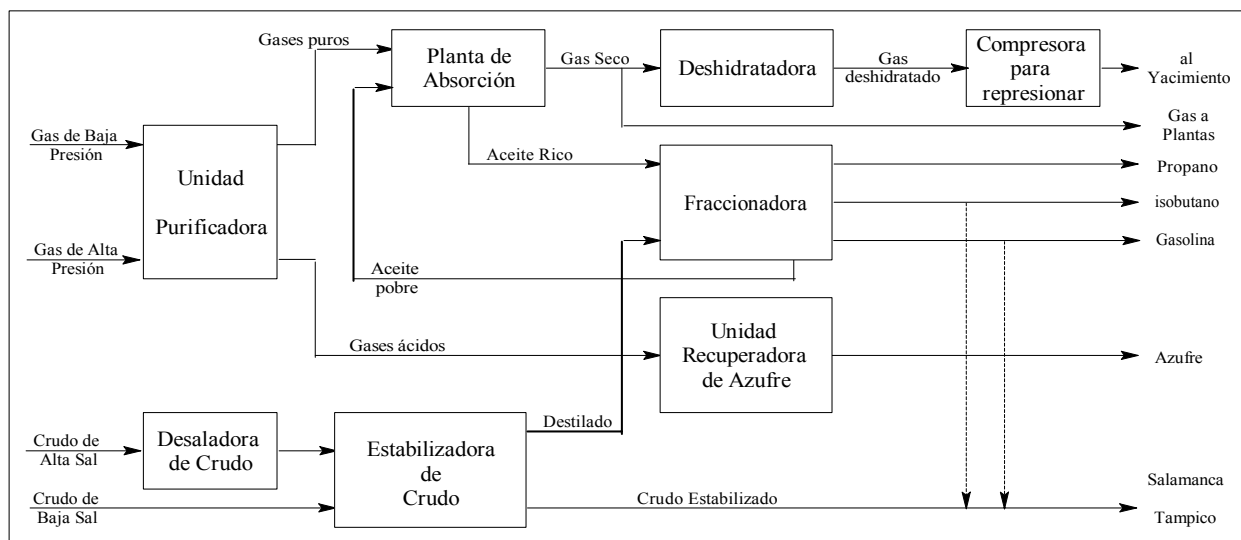 Gases puros
Planta de
Absorción
Gas Seco
Deshidratadora
Gas
deshidratado
Compresora
para
represionar
al
Yacimiento
Gas a
Plantas
Gas de Baja
Presión
Unidad
Purificadora
Gas de Alta
Presión
Aceite Rico
Fraccionadora
Propano
isobutano
Gasolina
Aceite
pobre
Gases ácidos
Unidad
Recuperadora
de Azufre
Azufre
Crudo de
Alta Sal
Desaladora
de Crudo
Crudo de
Baja Sal
Estabilizadora
de
Crudo
Destilado
Crudo Estabilizado
Salamanca
Tampico